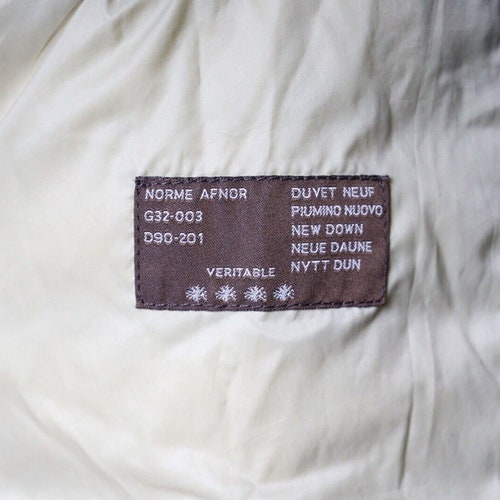 NORME AFNOR
G32-003
D90-201
VERITABLE
DUVET NEUF
PIUMINO NUOVO
NEW DOWN
NEUE DAUNE
NYTT DUN